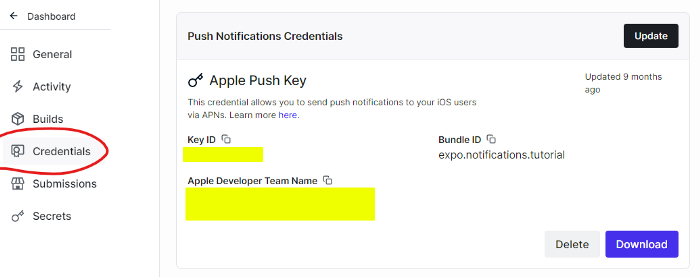 Dashboard
General
Activity
Builds
Credentials
Submissions
Secrets
Push Notifications Credentials
Update
Apple Push Key
Updated 9 months
ago
This credential allows you to send push notifications to your iOS users
via APNs. Learn more here.
Key ID
Bundle ID
expo.notifications.tutorial
Apple Developer Team Name
Delete
Download